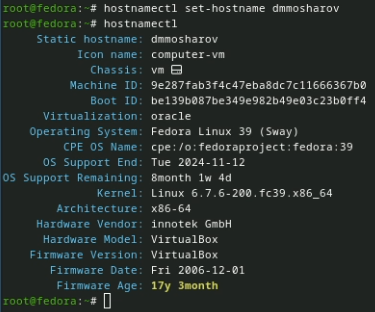 root@fedora:~# hostnamectl set-hostname dmmosharov
root@fedora:~# hostnamectl
Static hostname: dmmosharov
Icon name: computer-vm
Chassis: vm 🖴
Machine ID: 9e287fab3f4c47eba8dc7c11666367b0
Boot ID: be139b087be349e982b49e03c23b0ff4
Virtualization: oracle
Operating System: Fedora Linux 39 (Sway)
CPE OS Name: cpe:/o:fedoraproject:fedora:39
OS Support End: Tue 2024-11-12
OS Support Remaining: 8month 1w 4d
Kernel: Linux 6.7.6-200.fc39.x86_64
Architecture: x86-64
Hardware Vendor: innotek GmbH
Hardware Model: VirtualBox
Firmware Version: VirtualBox
Firmware Date: Fri 2006-12-01
Firmware Age: 17y 3month
root@fedora:~#